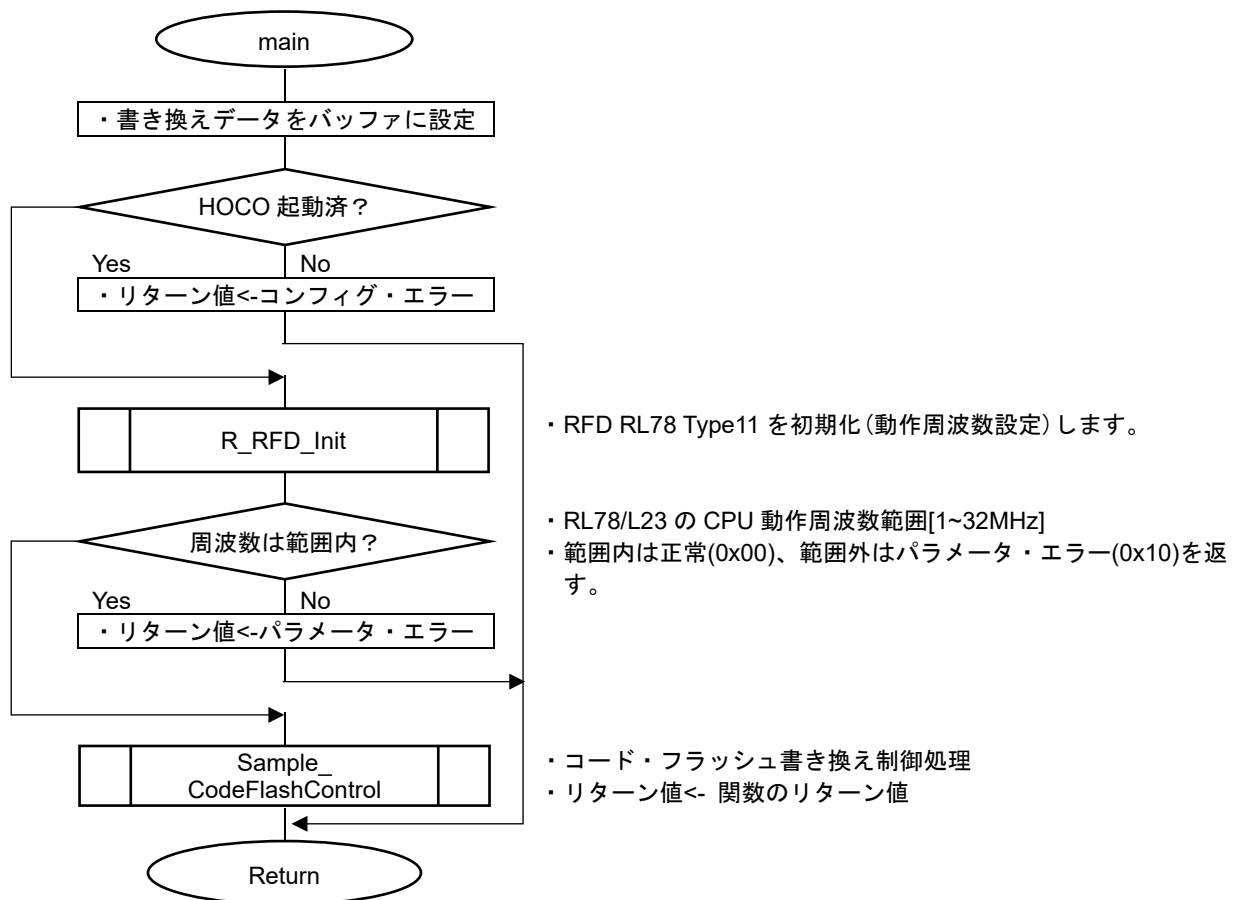 main
・書き換えデータをバッファに設定
HOCO 起動済？
Yes No
・リターン値<-コンフィグ・エラー
R_RFD_Init
・RFD RL78 Type11 を初期化（動作周波数設定）します。
周波数は範囲内？
・RL78/L23 の CPU 動作周波数範囲[1~32MHz]
・範囲内は正常(0x00)、範囲外はパラメータ・エラー(0x10)を返
す。
Yes No
・リターン値<-パラメータ・エラー
Sample_
CodeFlashControl
・コード・フラッシュ書き換え制御処理
・リターン値<- 関数のリターン値
Return